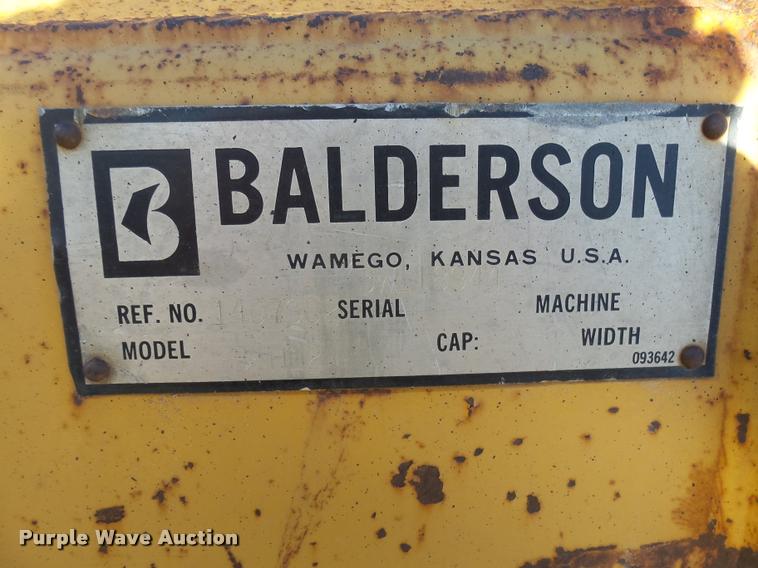 B BALDERSON
WAMEGO, KANSAS U.S.A.
REF. NO. SERIAL MACHINE
MODEL CAP: WIDTH
093642
Purple Wave Auction